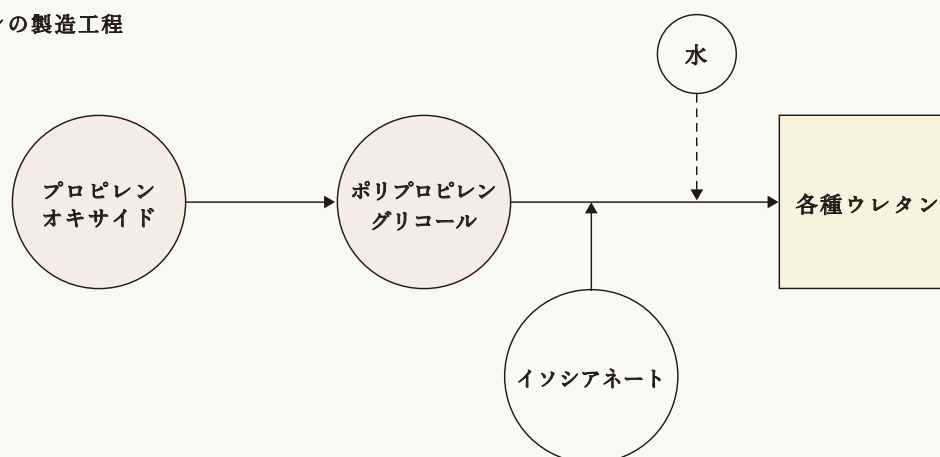 ンの製造工程
水
プロピレン
オキサイド
ポリプロピレン
グリコール
各種ウレタン
イソシアネート